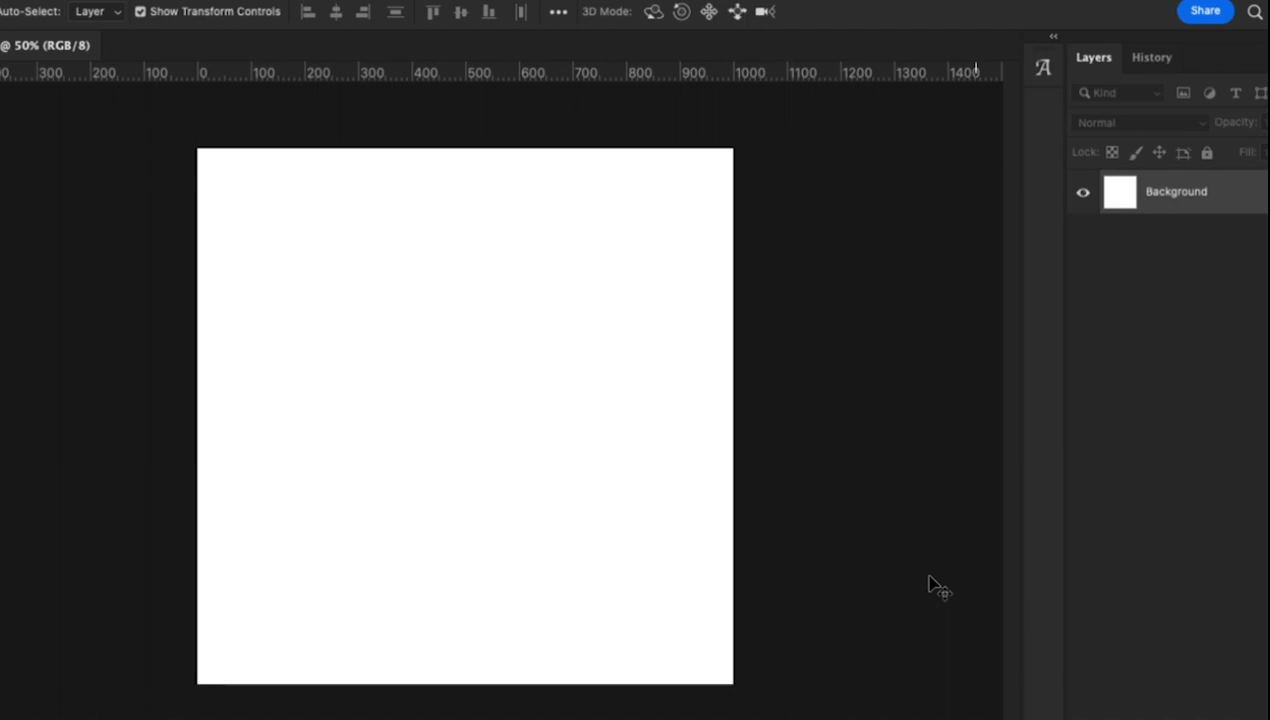 Auto-Select: Layer Show Transform Controls 3D Mode: Share
@ 50% (RGB/8)
300 200 100 0 100 200 300 400 500 600 700 800 900 1000 1100 1200 1300 1400
Layers History
Kind
Normal Opacity:
Lock: Fill:
Background